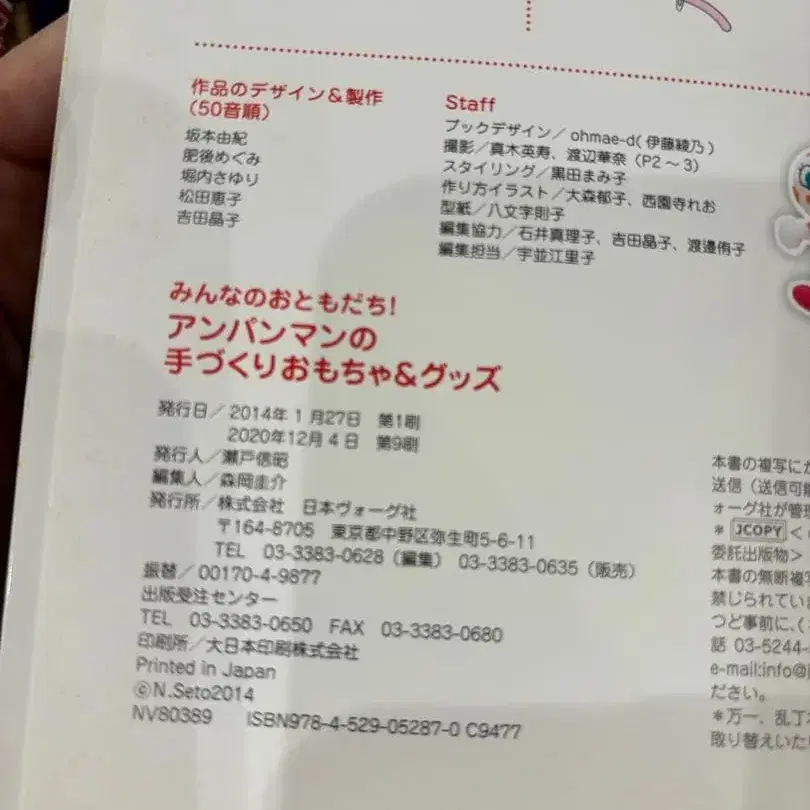 作品のデザイン＆製作
（50音順）
坂本由紀
肥後めぐみ
堀内さゆり
松田恵子
吉田晶子
Staff
ブックデザイン／ ohmae-d( 伊藤綾乃 )
撮影／真木英寿、渡辺華奈（P2 ～ 3）
スタイリング／黒田まみ子
作り方イラスト／大森郁子、西園寺れお
型紙／八文字則子
編集協力／石井真理子、吉田晶子、渡邊侑子
編集担当／宇並江里子
みんなのおともだち!
アンパンマンの
手づくりおもちゃ&グッズ
発行日／ 2014年 1 月27日　第1刷
2020年12月 4 日　第9刷
発行人／瀬戸信昭
編集人／森岡圭介
発行所／株式会社　日本ヴォーグ社
〒164-8705　東京都中野区弥生町5-6-11
TEL　03-3383-0628（編集） 03-3383-0635（販売）
振替／ 00170-4-9877
出版受注センター
TEL　03-3383-0650　FAX　03-3383-0680
印刷所／大日本印刷株式会社
Printed in Japan
©N.Seto2014
NV80389　ISBN978-4-529-05287-0 C9477
本書の複写に
送信（送信可
ォーグ社が管
＊ JCOPY <
委託出版物>
本書の無断複
禁じられてい
つど事前に、(
話 03-5244-
e-mail:info@
ださい。
＊万一、乱丁
取り替えいた